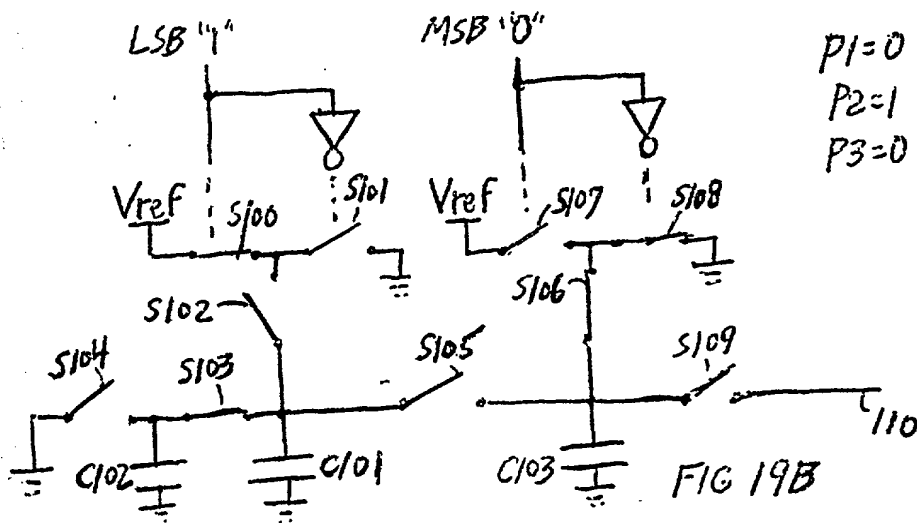 LSB "1"
MSB "0"
P1=0
P2=1
P3=0
Vref
S100
S101
Vref
S107
S108
S102
S106
S104
S103
S105
S109
110
C102
C101
C103
FIG 19B